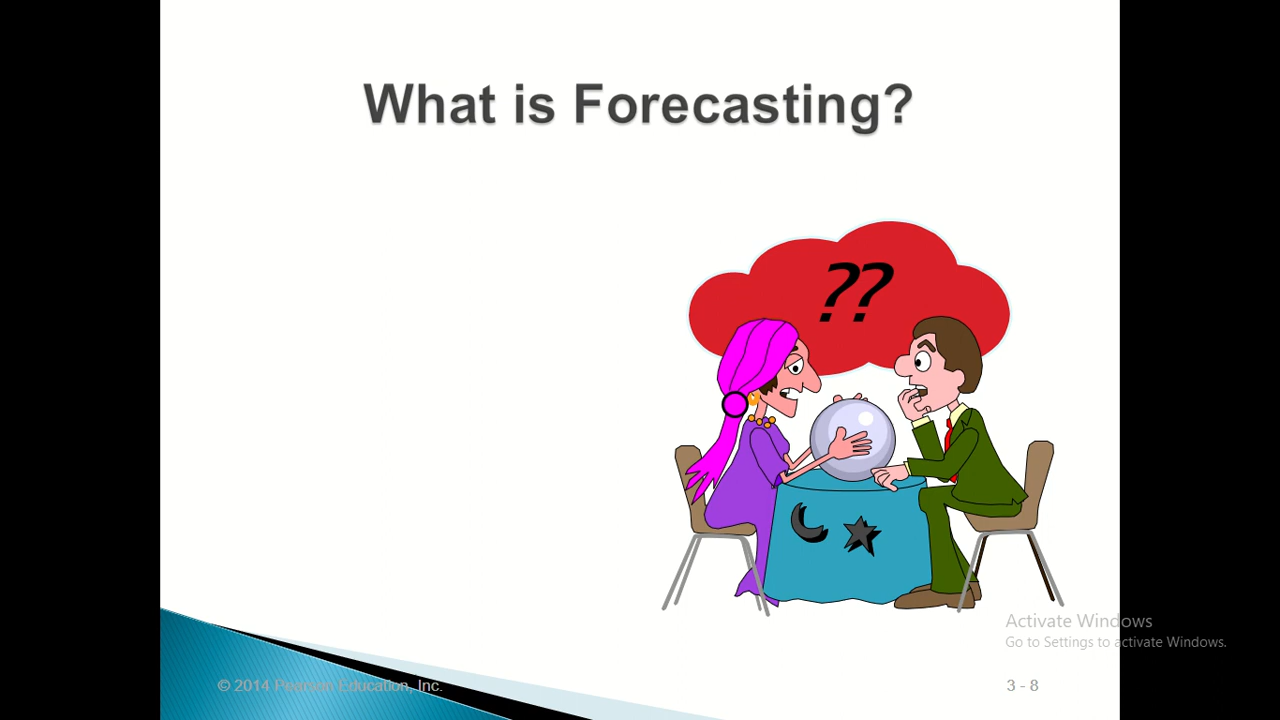 What is Forecasting?
??
Activate Windows
Go to Settings to activate Windows.
© 2014 Pearson Education, Inc.
3 - 8